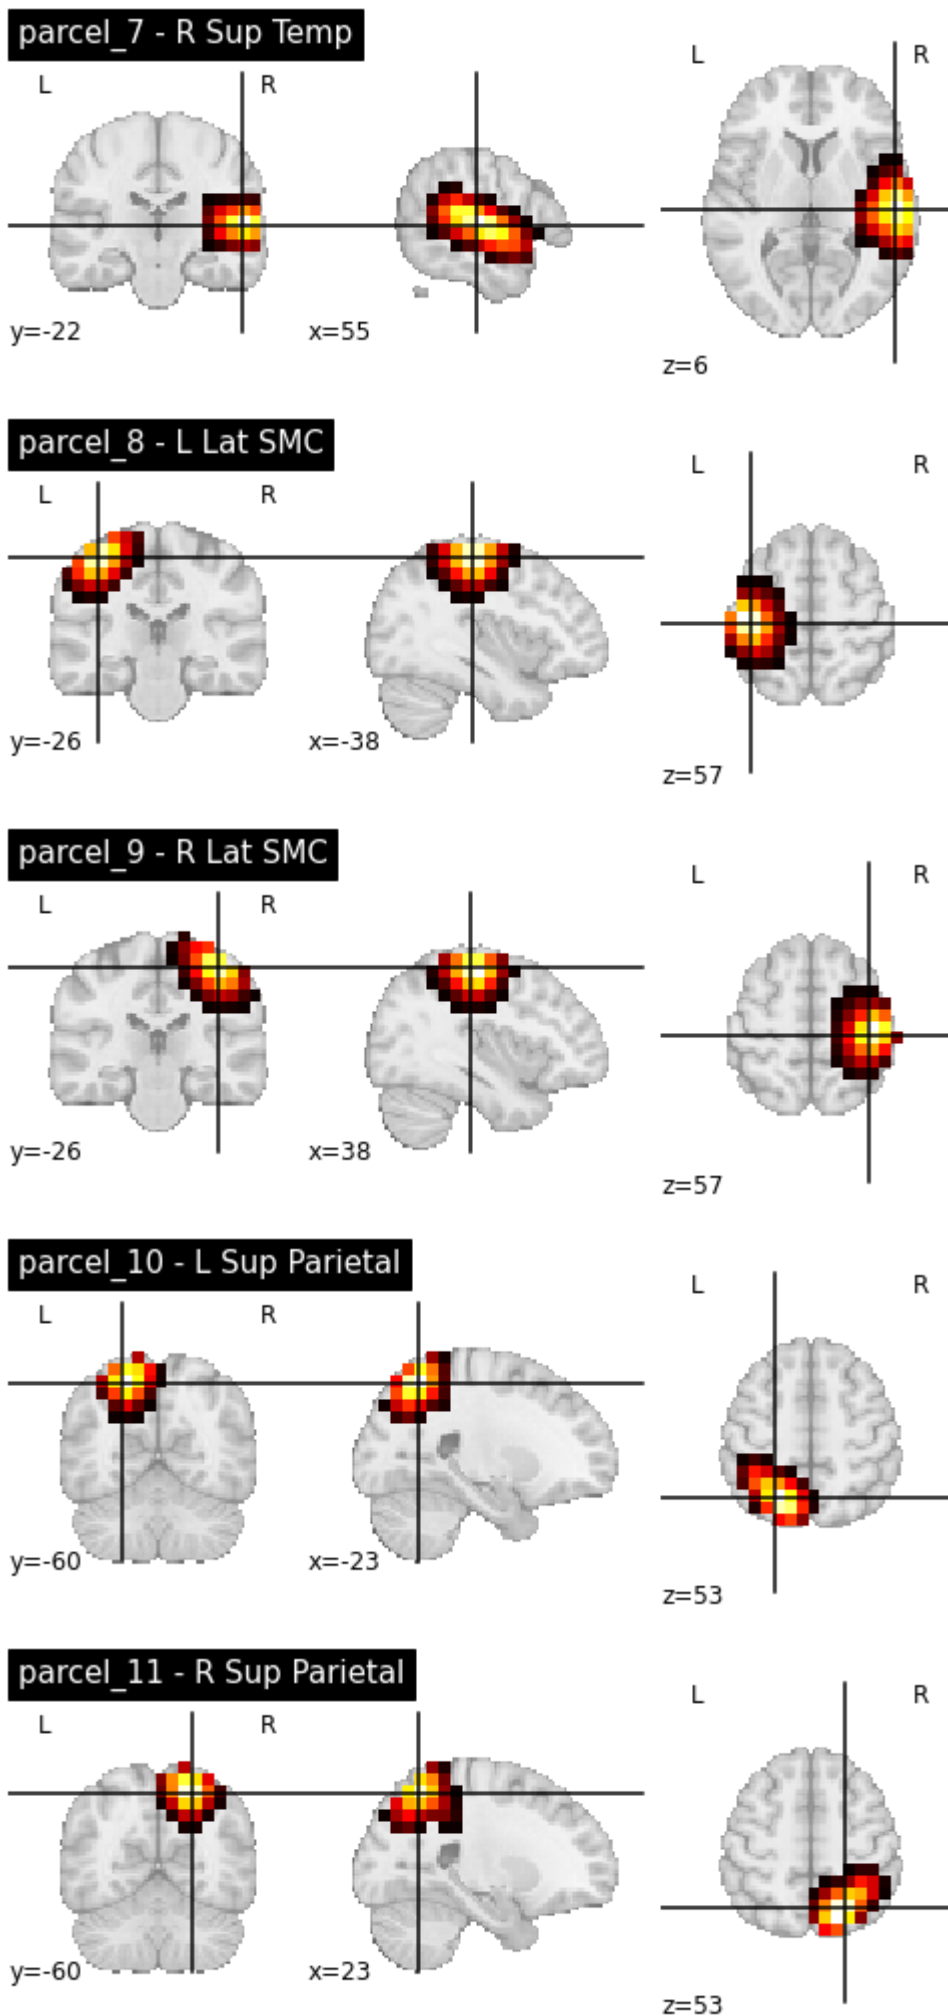 parcel_7 - R Sup Temp
L R L R
y=-22 x=55 z=6
parcel_8 - L Lat SMC
L R L R
y=-26 x=-38 z=57
parcel_9 - R Lat SMC
L R L R
y=-26 x=38 z=57
parcel_10 - L Sup Parietal
L R L R
y=-60 x=-23 z=53
parcel_11 - R Sup Parietal
L R L R
y=-60 x=23 z=53